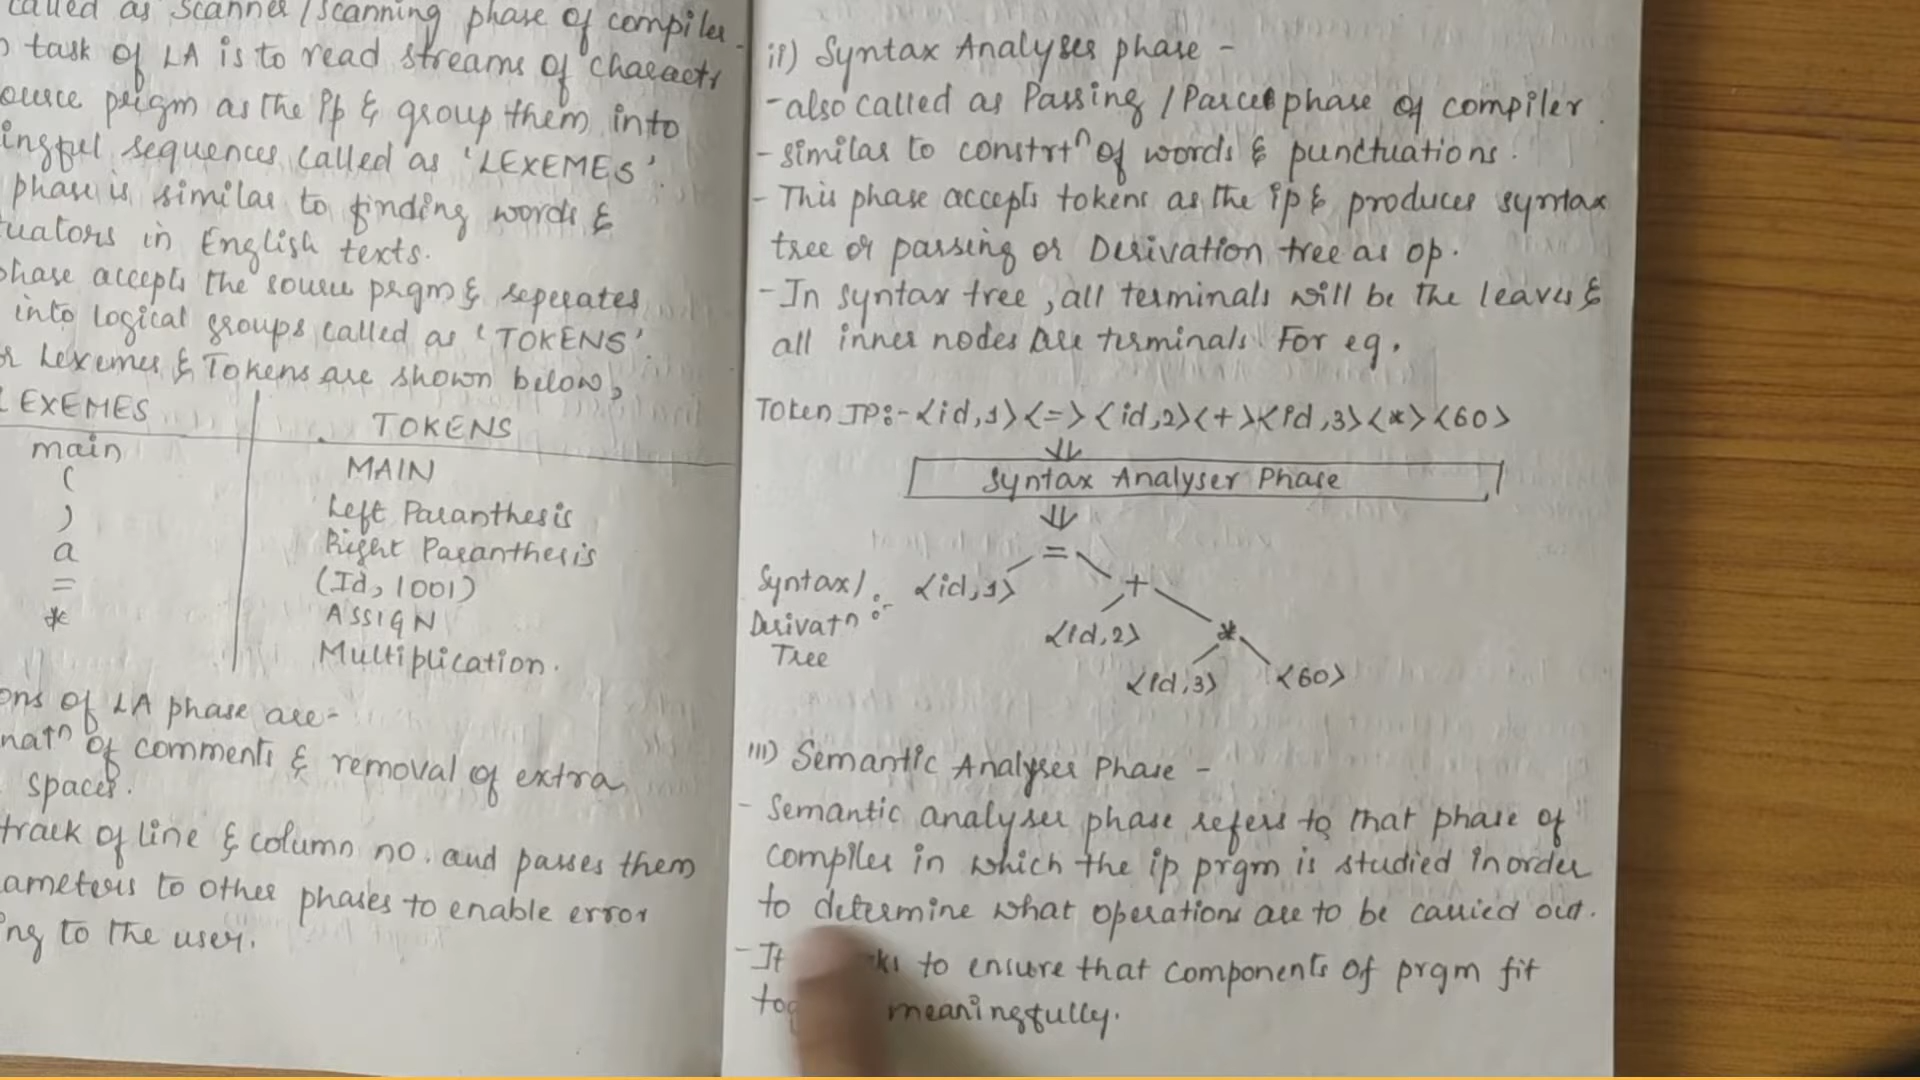 called as Scanner / Scanning phase of compiler.
task of LA is to read streams of charactr
prigm as the ip & group them into
sequences called as 'LEXEMES'.
phase is similar to finding words &
in English texts.
phase accepts the source prgm & seperates
into logical groups called as 'TOKENS'.
Lexemes & Tokens are shown below,
LEXEMES TOKENS
main MAIN
( Left Paranthesis
) Right Paranthesis
a (Id, 1001)
= ASSIGN
* Multiplication.
of LA phase are-
of comments & removal of extra
spaces.
track of line & column no. and passes them
to other phases to enable error
to the user.
ii) Syntax Analyses phase -
- also called as Passing / Parcer phase of compiler.
- similar to constrtⁿ of words & punctuations.
- This phase accepts tokens as the ip & produces syntax
tree or passing or Derivation tree as op.
- In syntax tree, all terminals will be the leaves &
all inner nodes are terminals For eg.
Token IP:- <id,1> <=> <id,2> <+> <id,3> <*> <60>
Syntax Analyser Phase
=
Syntax/ <id,1> +
Derivatⁿ :- <id,2> *
Tree <id,3> <60>
iii) Semantic Analyser Phase -
- Semantic analyser phase refers to that phase of
compiler in which the ip prgm is studied inorder
to determine what operations are to be carried out.
- It to ensure that components of prgm fit
meaningfully.